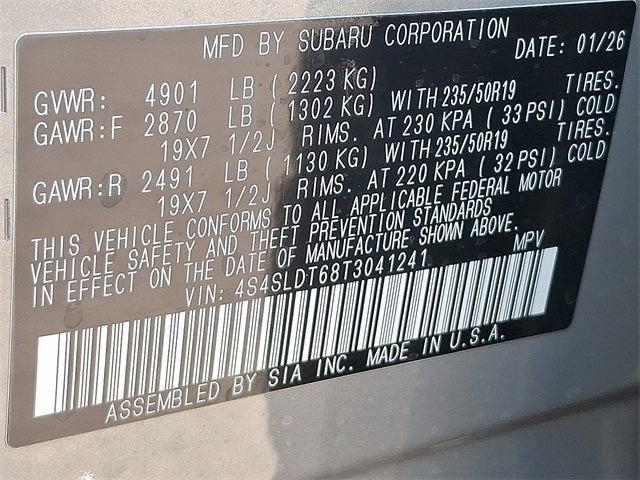 MFD BY SUBARU CORPORATION DATE: 01/26
GVWR: 4901 LB ( 2223 KG)
GAWR:F 2870 LB ( 1302 KG) WITH 235/50R19 TIRES.
19X7 1/2J RIMS. AT 230 KPA ( 33 PSI) COLD
GAWR:R 2491 LB ( 1130 KG) WITH 235/50R19 TIRES.
19X7 1/2J RIMS. AT 220 KPA ( 32 PSI) COLD
THIS VEHICLE CONFORMS TO ALL APPLICABLE FEDERAL MOTOR
VEHICLE SAFETY AND THEFT PREVENTION STANDARDS
IN EFFECT ON THE DATE OF MANUFACTURE SHOWN ABOVE.
VIN: 4S4SLDT68T3041241 MPV
ASSEMBLED BY SIA INC. MADE IN U.S.A.